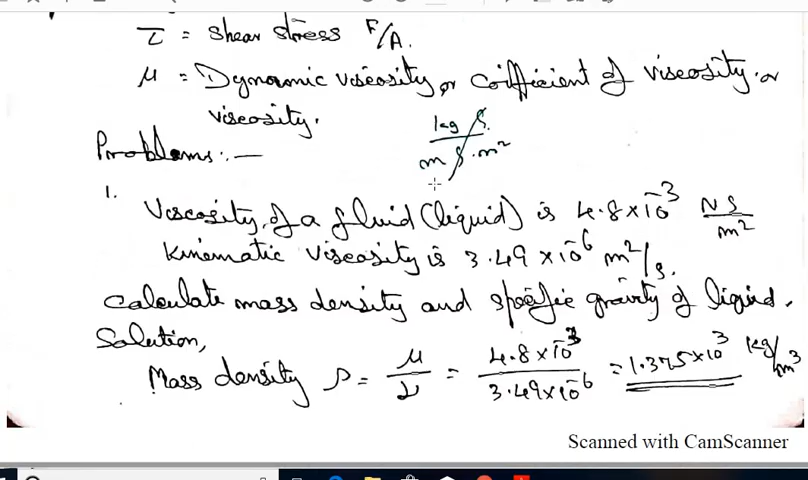 τ = shear stress F/A.
μ = Dynamic viscosity or coifficient of viscosity or
viscosity.
kg s
m s · m²
Problems:—
1.
Viscosity of a fluid (liquid) is 4.8×10⁻³ NS/m²
Kinematic viscosity is 3.49×10⁻⁶ m²/s.
Calculate mass density and specific gravity of liquid.
Solution,
Mass density ρ = μ/ν = 4.8×10⁻³/3.49×10⁻⁶ = 1.375×10³ kg/m³
Scanned with CamScanner